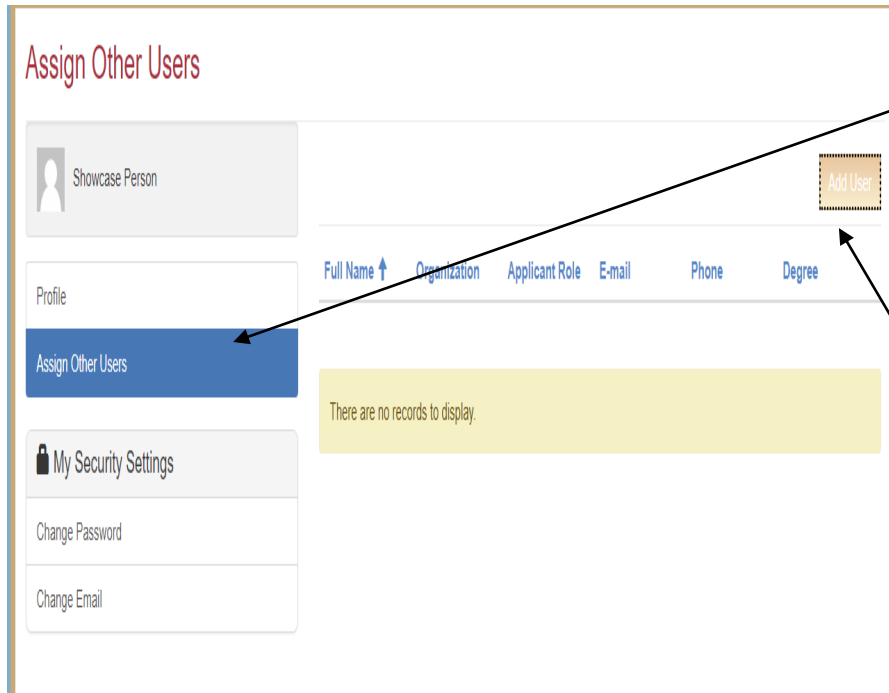 Assign Other Users
Showcase Person
Add User
Full Name Organization Applicant Role E-mail Phone Degree
Profile
Assign Other Users
There are no records to display.
My Security Settings
Change Password
Change Email